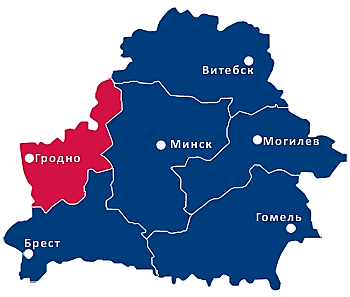 Витебск
Могилев
Минск
Гродно
Гомель
Брест